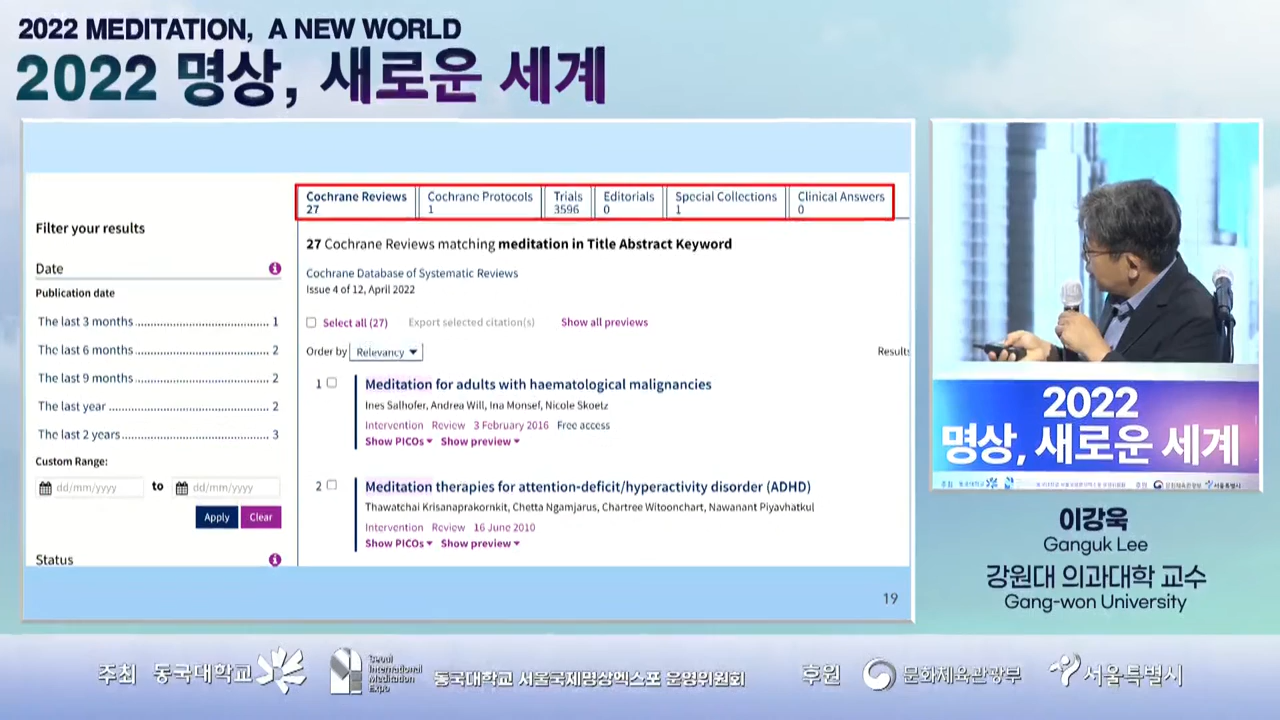 2022 MEDITATION, A NEW WORLD
2022 명상, 새로운 세계
Cochrane Reviews
27
Cochrane Protocols
1
Trials
3596
Editorials
0
Special Collections
1
Clinical Answers
0
Filter your results
Date
Publication date
The last 3 months 1
The last 6 months 2
The last 9 months 2
The last year 2
The last 2 years 3
Custom Range:
dd/mm/yyyy to dd/mm/yyyy
Apply Clear
Status
27 Cochrane Reviews matching meditation in Title Abstract Keyword
Cochrane Database of Systematic Reviews
Issue 4 of 12, April 2022
Select all (27) Export selected citation(s) Show all previews
Order by Relevancy
Results
1 Meditation for adults with haematological malignancies
Ines Salhofer, Andrea Will, Ina Monsef, Nicole Skoetz
Intervention Review 3 February 2016 Free access
Show PICOs Show preview
2 Meditation therapies for attention-deficit/hyperactivity disorder (ADHD)
Thawatchai Krisanaprakornkit, Chetta Ngamjarus, Chartree Witoonchart, Nawanant Piyavhatkul
Intervention Review 16 June 2010
Show PICOs Show preview
19
2022
명상, 새로운 세계
이강욱
Ganguk Lee
강원대 의과대학 교수
Gang-won University
주최 동국대학교
Seoul
International
Meditation
Expo
동국대학교 서울국제명상엑스포 운영위원회
후원 문화체육관광부 서울특별시